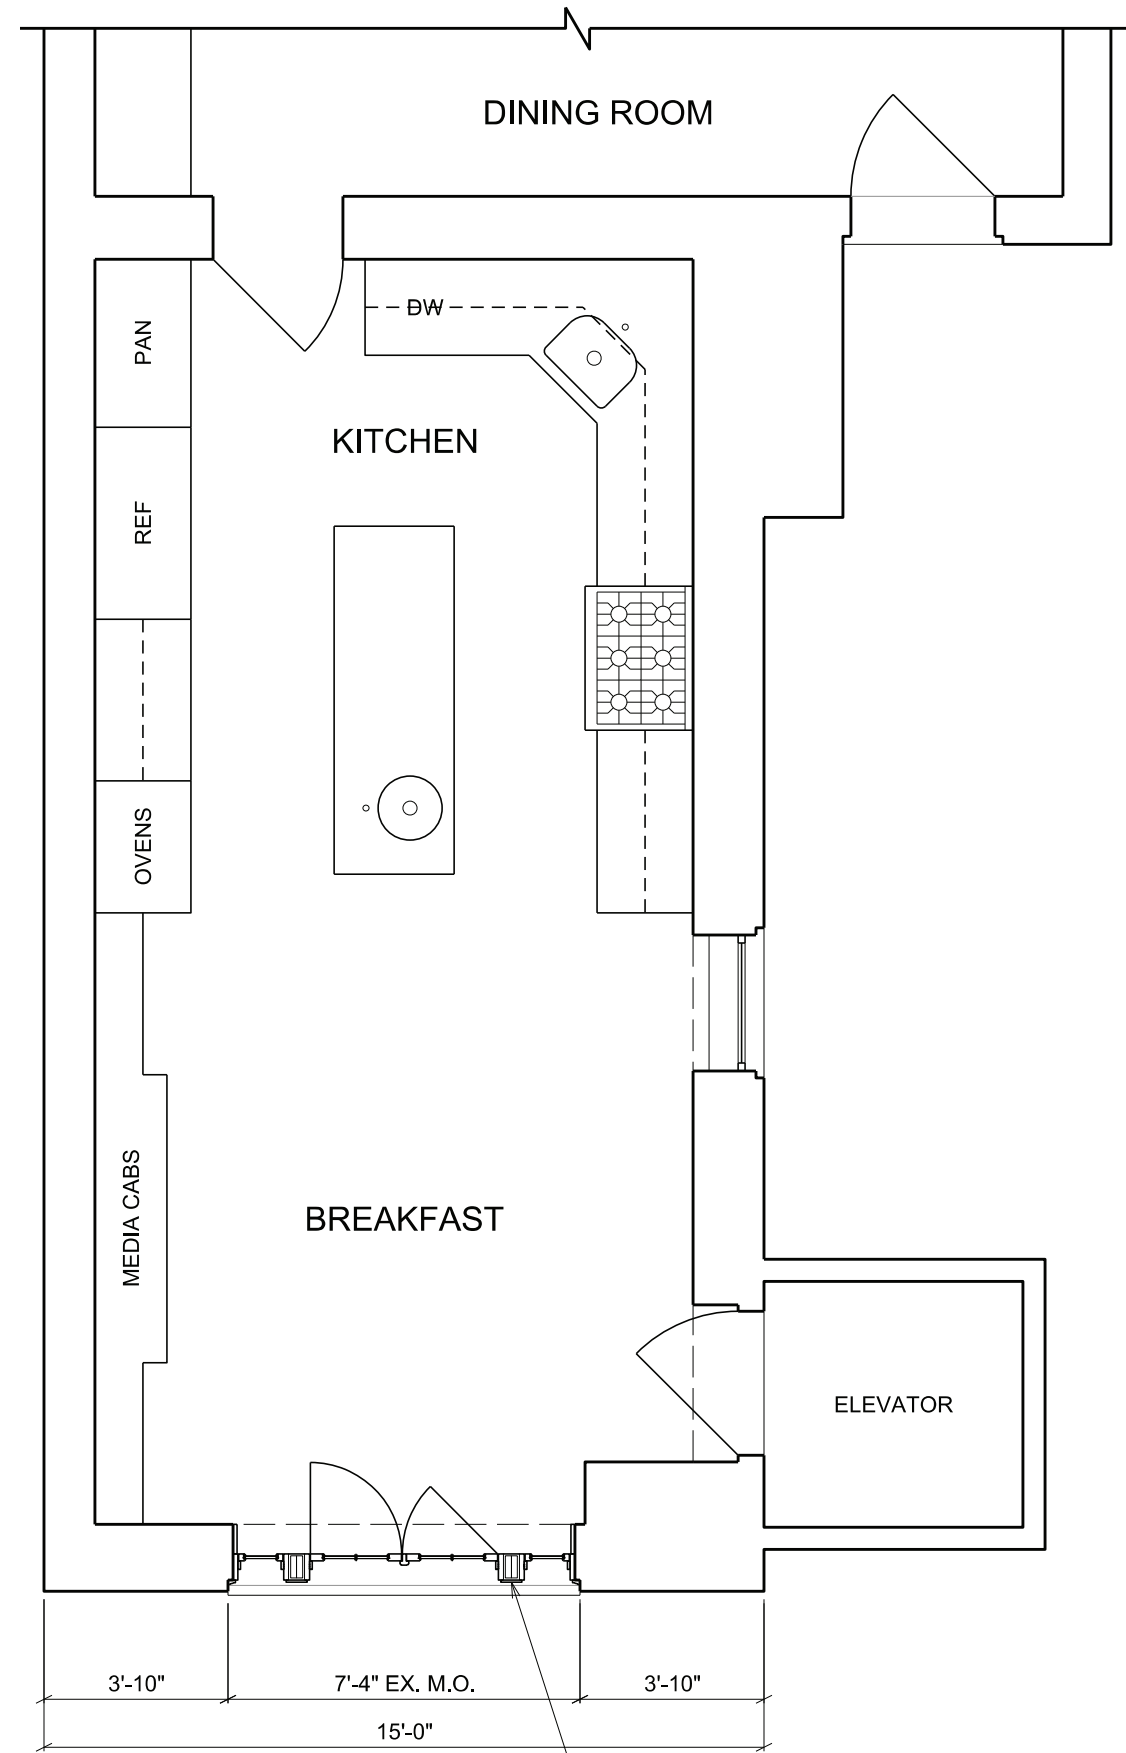 DINING ROOM
PAN
DW
KITCHEN
REF
OVENS
MEDIA CABS
BREAKFAST
ELEVATOR
3'-10"
7'-4" EX. M.O.
3'-10"
15'-0"